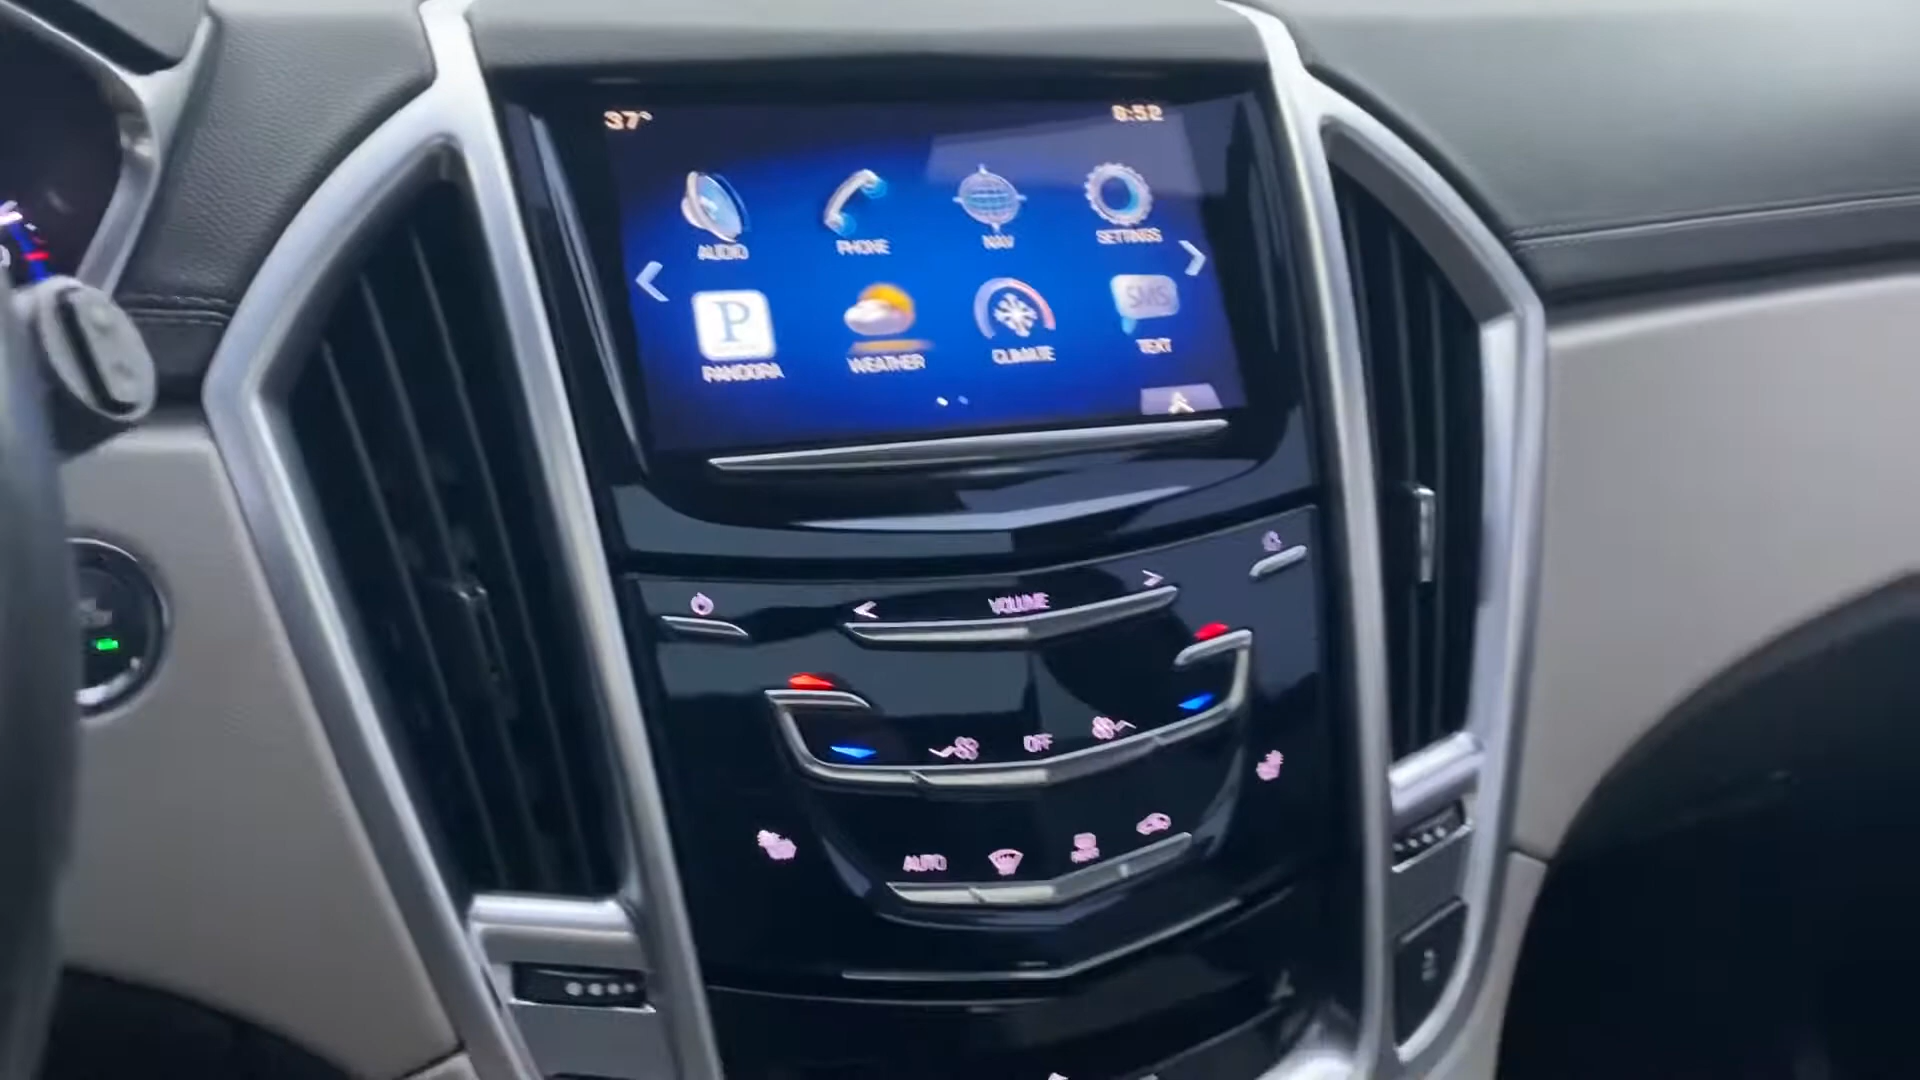 37° 8:52
AUDIO PHONE NAV SETTINGS
P SMS
PANDORA WEATHER CLIMATE TEXT
VOLUME
OFF
AUTO